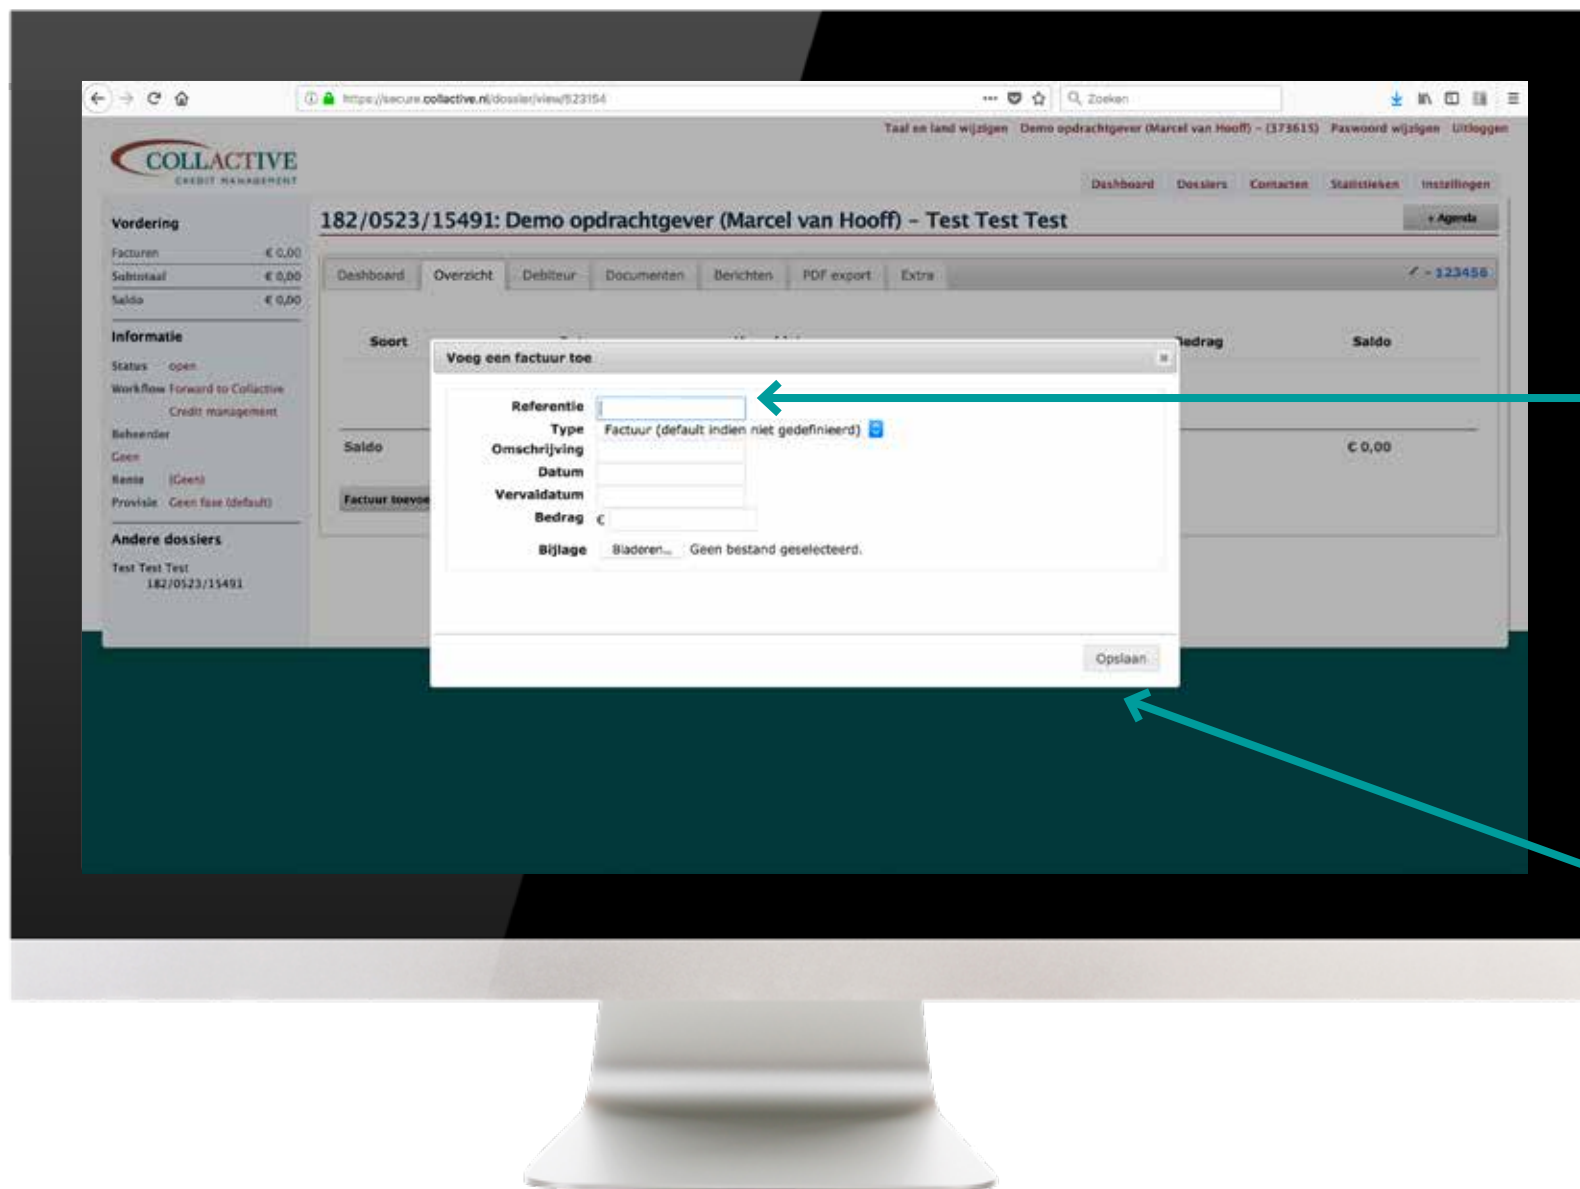 https://secure.collactive.nl/dossier/view/523154
Zoeken
Taal en land wijzigen Demo opdrachtgever (Marcel van Hooff) - (373615) Paswoord wijzigen Uitloggen
COLLACTIVE
CREDIT MANAGEMENT
Dashboard Dossiers Contacten Statistieken Instellingen
Vordering
182/0523/15491: Demo opdrachtgever (Marcel van Hooff) – Test Test Test
+ Agenda
Facturen € 0,00
Subtotaal € 0,00
Saldo € 0,00
Dashboard Overzicht Debiteur Documenten Berichten PDF export Extra
- 123456
Informatie
Soort Bedrag Saldo
Status open
Workflow Forward to Collactive
Credit management
Beheerder
Geen
Rente (Geen)
Provisie Geen fase (default)
Saldo € 0,00
Andere dossiers
Test Test Test
182/0523/15491
Voeg een factuur toe
Referentie
Type Factuur (default indien niet gedefinieerd)
Omschrijving
Datum
Vervaldatum
Bedrag €
Bijlage Bladeren... Geen bestand geselecteerd.
Factuur toevoe
Opslaan